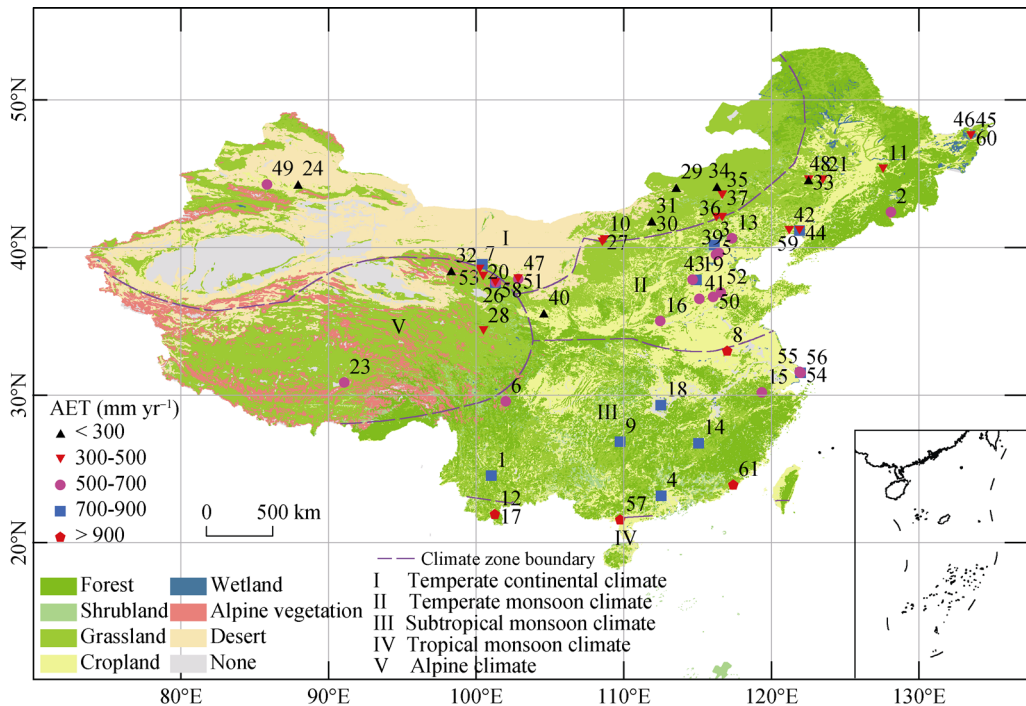 50°N
4645
60
11
4821
33
2
49 24
29 34
35
37
31
30
36
3 13
10
27
42
44
59
40°N
I
32 7
53
20
26
47
51
58
39
5
43
19
41
52
50
II
40
16
28
V
8
23
6
55 56
54
15
30°N
18
III
9
14
1
4
61
12
17
57
IV
20°N
AET (mm yr⁻¹)
< 300
300-500
500-700
700-900
> 900
0 500 km
Forest
Shrubland
Grassland
Cropland
Wetland
Alpine vegetation
Desert
None
Climate zone boundary
I Temperate continental climate
II Temperate monsoon climate
III Subtropical monsoon climate
IV Tropical monsoon climate
V Alpine climate
80°E 90°E 100°E 110°E 120°E 130°E